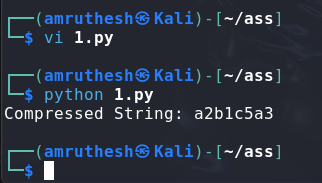 ┌──(amruthesh㉿Kali)-[~/ass]
└─$ vi 1.py
┌──(amruthesh㉿Kali)-[~/ass]
└─$ python 1.py
Compressed String: a2b1c5a3
┌──(amruthesh㉿Kali)-[~/ass]
└─$